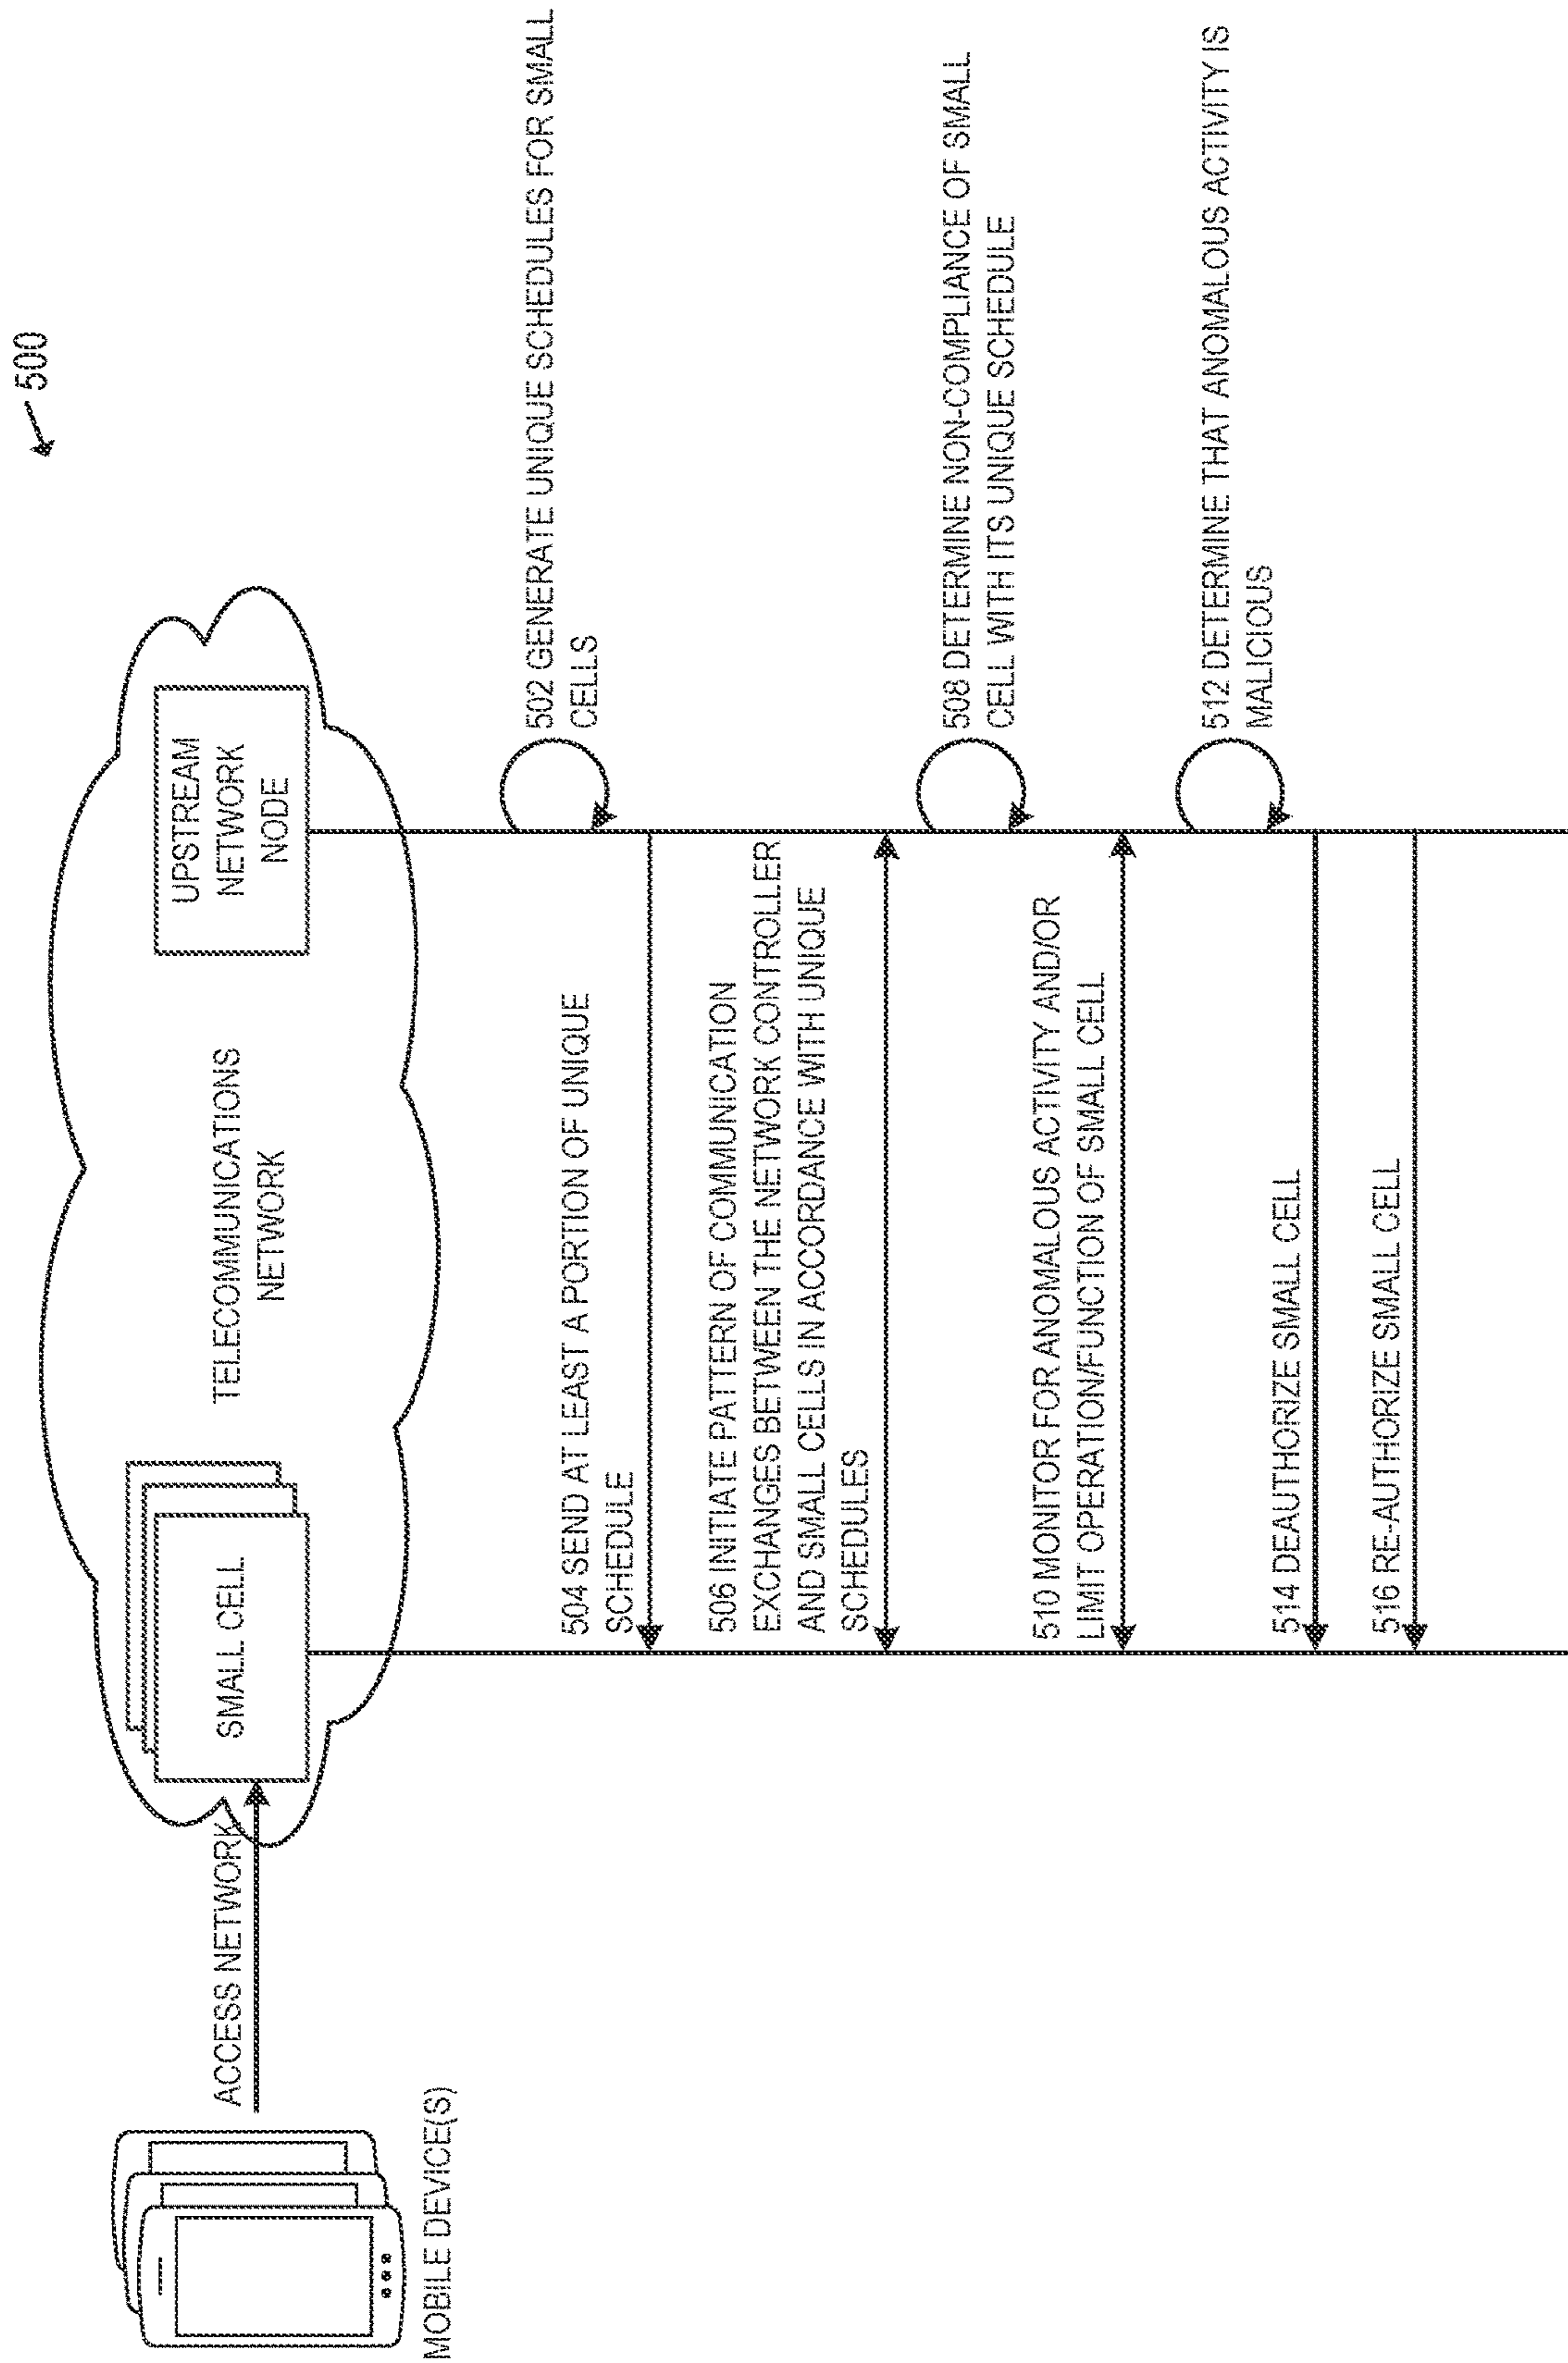 500
MOBILE DEVICE(S)
ACCESS NETWORK
SMALL CELL
TELECOMMUNICATIONS
NETWORK
UPSTREAM
NETWORK
NODE
502 GENERATE UNIQUE SCHEDULES FOR SMALL
CELLS
504 SEND AT LEAST A PORTION OF UNIQUE
SCHEDULE
506 INITIATE PATTERN OF COMMUNICATION
EXCHANGES BETWEEN THE NETWORK CONTROLLER
AND SMALL CELLS IN ACCORDANCE WITH UNIQUE
SCHEDULES
508 DETERMINE NON-COMPLIANCE OF SMALL
CELL WITH ITS UNIQUE SCHEDULE
510 MONITOR FOR ANOMALOUS ACTIVITY AND/OR
LIMIT OPERATION/FUNCTION OF SMALL CELL
512 DETERMINE THAT ANOMALOUS ACTIVITY IS
MALICIOUS
514 DEAUTHORIZE SMALL CELL
516 RE-AUTHORIZE SMALL CELL